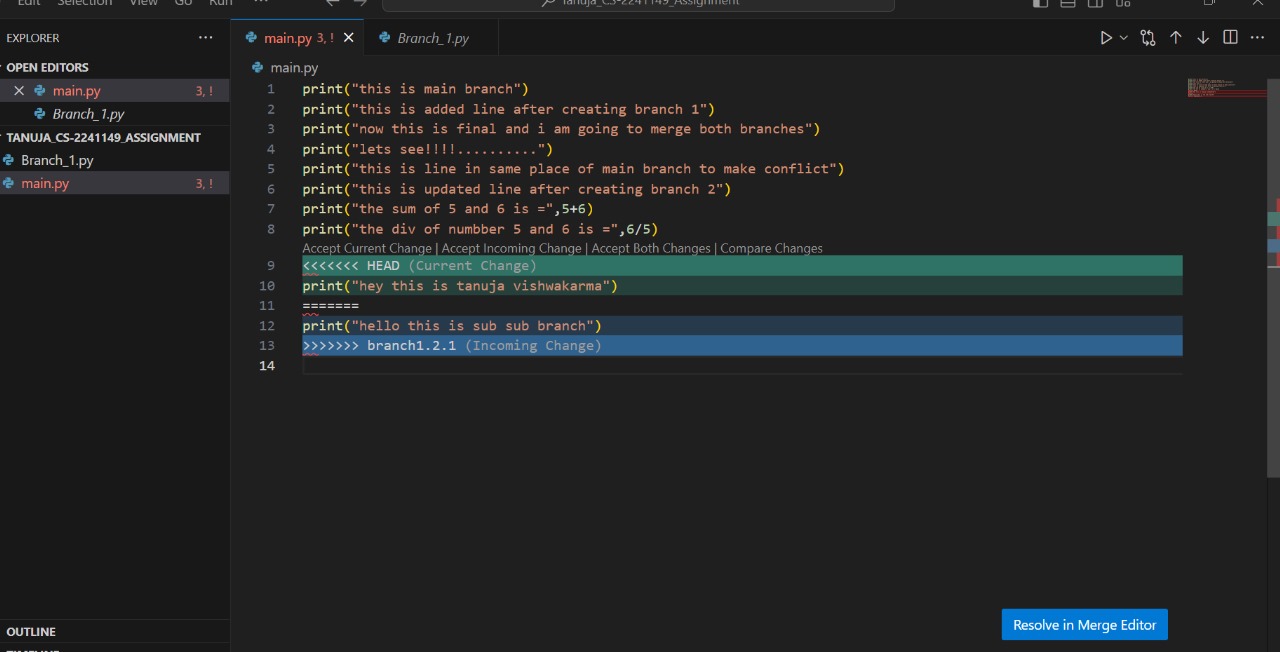 Edit Selection View Go Run ...
Tanuja_CS-2241149_Assignment
EXPLORER
OPEN EDITORS
main.py 3, !
Branch_1.py
TANUJA_CS-2241149_ASSIGNMENT
Branch_1.py
main.py 3, !
main.py 3, !
Branch_1.py
main.py
1 print("this is main branch")
2 print("this is added line after creating branch 1")
3 print("now this is final and i am going to merge both branches")
4 print("lets see!!!!..........")
5 print("this is line in same place of main branch to make conflict")
6 print("this is updated line after creating branch 2")
7 print("the sum of 5 and 6 is =",5+6)
8 print("the div of numbber 5 and 6 is =",6/5)
Accept Current Change | Accept Incoming Change | Accept Both Changes | Compare Changes
9 <<<<<<< HEAD (Current Change)
10 print("hey this is tanuja vishwakarma")
11 =======
12 print("hello this is sub sub branch")
13 >>>>>>> branch1.2.1 (Incoming Change)
14
Resolve in Merge Editor
OUTLINE